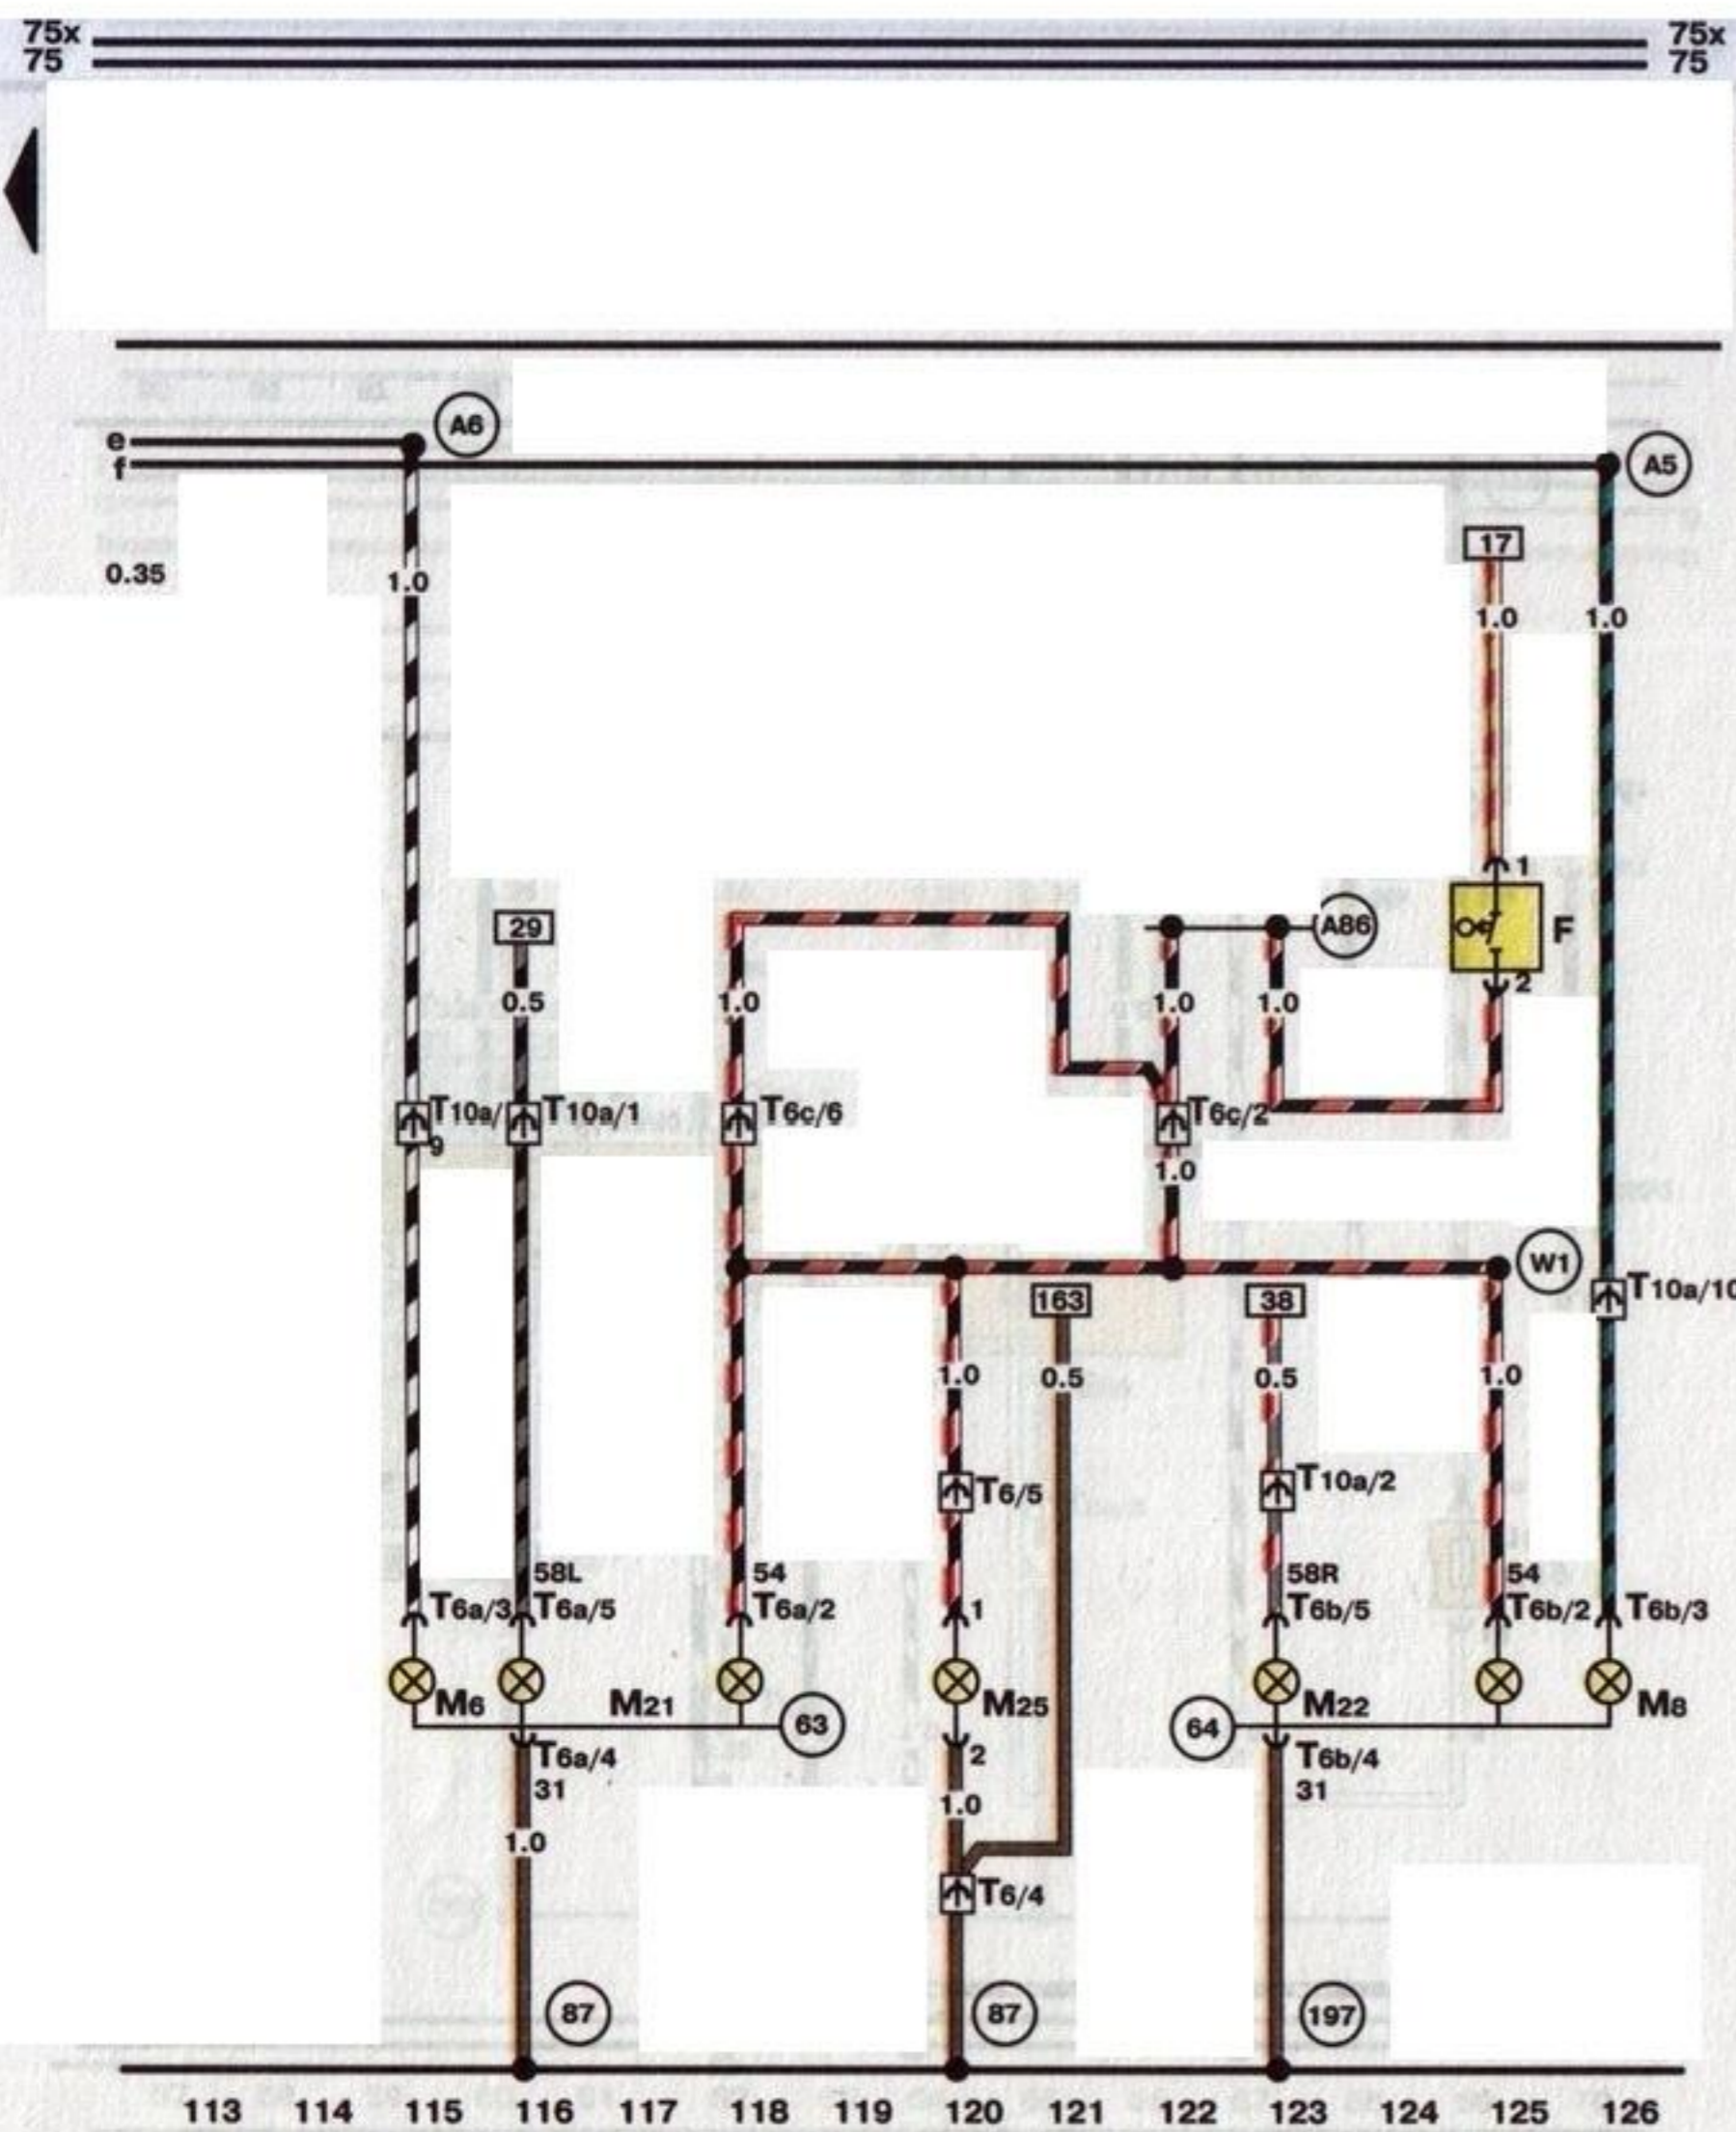 75x 75x
75 75
e A6
f A5
17
0.35 1.0 1.0 1.0
1
29 A86 F
2
0.5 1.0 1.0 1.0
T10a/9 T10a/1 T6c/6 T6c/2
1.0
W1
163 38 T10a/10
1.0 0.5 0.5 1.0
T6/5 T10a/2
58L 54 58R 54
T6a/3 T6a/5 T6a/2 1 T6b/5 T6b/2 T6b/3
M6 M21 63 M25 64 M22 M8
T6a/4 2 T6b/4
31 1.0 31
1.0
T6/4
87 87 197
113 114 115 116 117 118 119 120 121 122 123 124 125 126